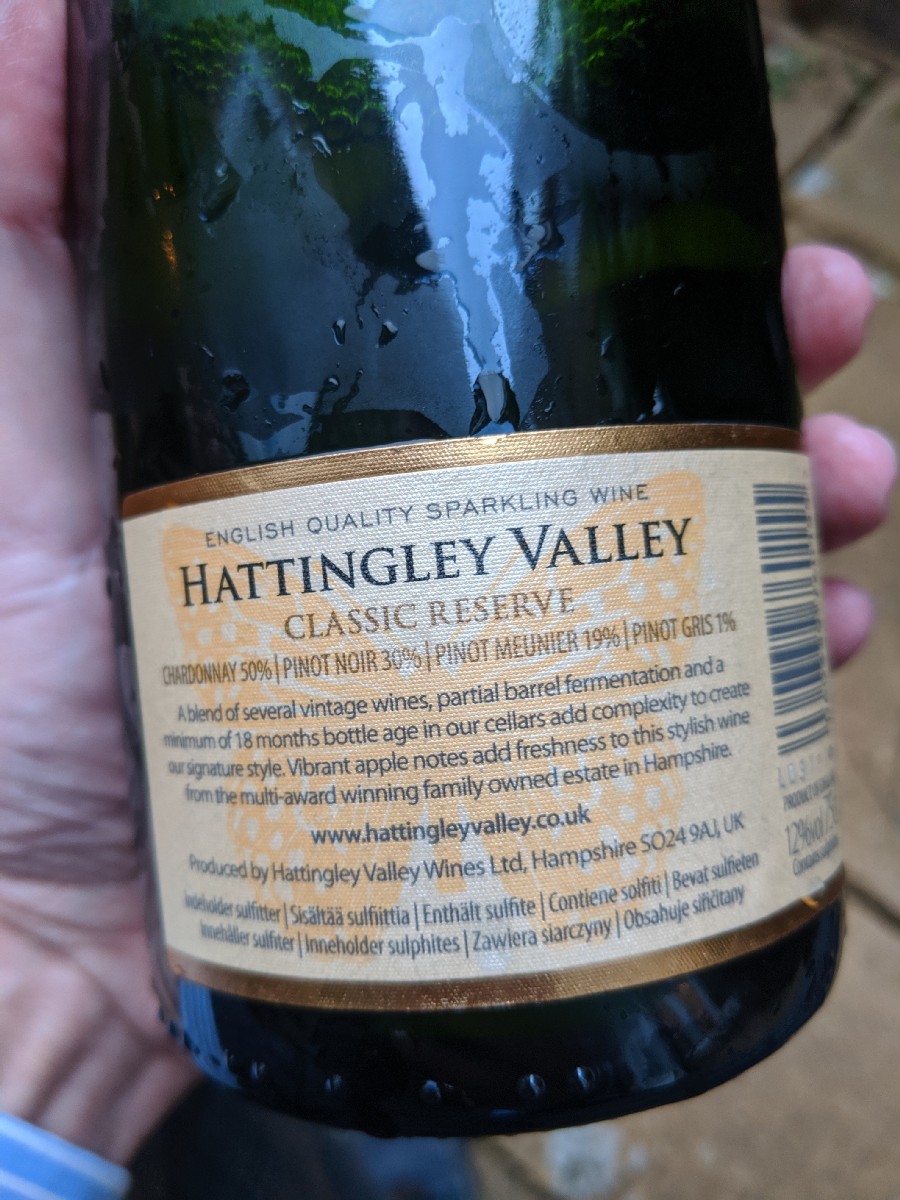 ENGLISH QUALITY SPARKLING WINE
HATTINGLEY VALLEY
CLASSIC RESERVE
CHARDONNAY 50% | PINOT NOIR 30% | PINOT MEUNIER 19% | PINOT GRIS 1%
A blend of several vintage wines, partial barrel fermentation and a
minimum of 18 months bottle age in our cellars add complexity to create
our signature style. Vibrant apple notes add freshness to this stylish wine
from the multi-award winning family owned estate in Hampshire.
www.hattingleyvalley.co.uk
Produced by Hattingley Valley Wines Ltd, Hampshire SO24 9AJ, UK
Indeholder sulfitter | Sisältää sulfiittia | Enthält sulfite | Contiene solfiti | Bevat sulfieten
Innehåller sulfiter | Inneholder sulphites | Zawiera siarczyny | Obsahuje siřičitany
PRODUCT OF
12%vol
Contains